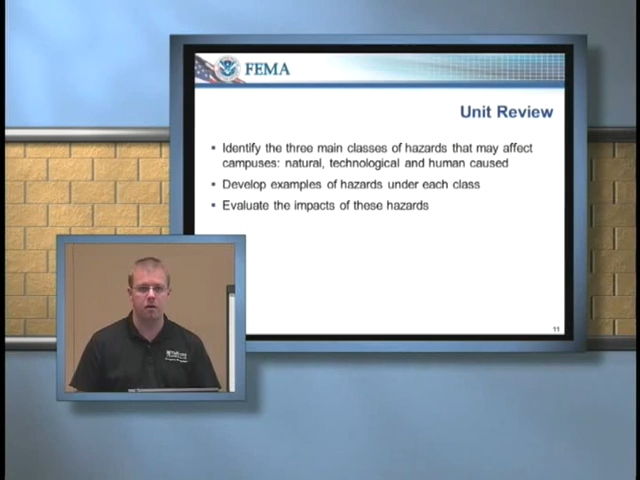 FEMA
Unit Review
▪ Identify the three main classes of hazards that may affect
campuses: natural, technological and human caused
▪ Develop examples of hazards under each class
▪ Evaluate the impacts of these hazards
11